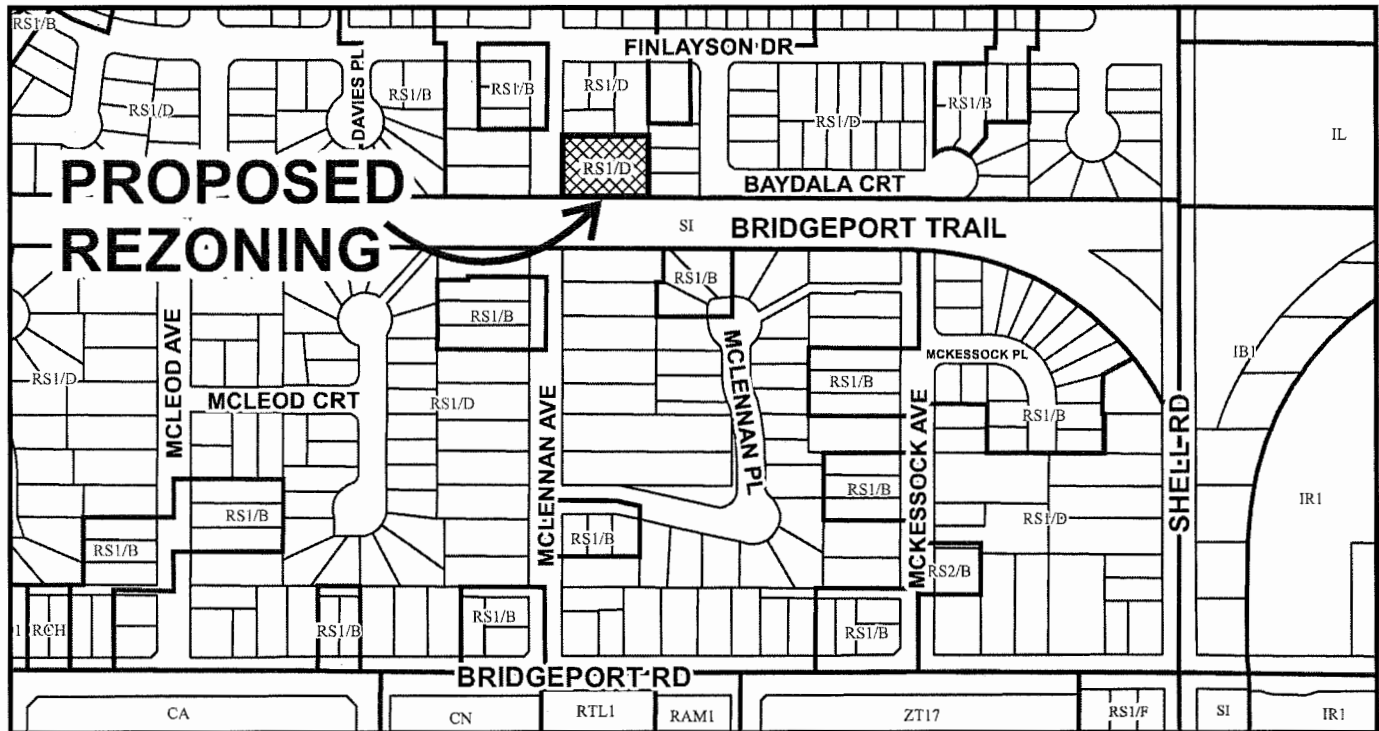 RS1/B
FINLAYSON DR
DAVIES PL
RS1/D
RS1/B
RS1/B
RS1/D
RS1/D
RS1/B
IL
PROPOSED
REZONING
RS1/D
BAYDALA CRT
SI
BRIDGEPORT TRAIL
RS1/B
RS1/B
MCLEOD AVE
RS1/D
MCLEOD CRT
RS1/D
MCLENNAN AVE
MCLENNAN PL
RS1/B
MCKESSOCK AVE
MCKESSOCK PL
RS1/B
IB1
SHELL RD
IR1
RS1/B
RS1/B
RS1/B
RS1/B
RS1/D
RS2/B
RCH
RS1/B
RS1/B
RS1/B
BRIDGEPORT RD
CA
CN
RTL1
RAM1
ZT17
RS1/F
SI
IR1